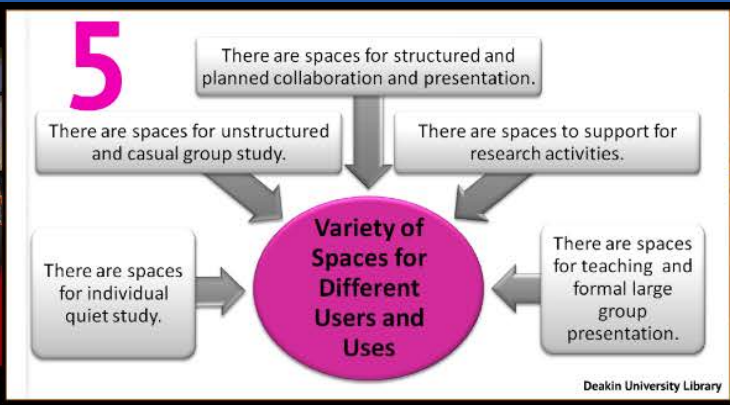 5
There are spaces for structured and
planned collaboration and presentation.
There are spaces for unstructured
and casual group study.
There are spaces to support for
research activities.
There are spaces
for individual
quiet study.
Variety of
Spaces for
Different
Users and
Uses
There are spaces
for teaching and
formal large
group
presentation.
Deakin University Library